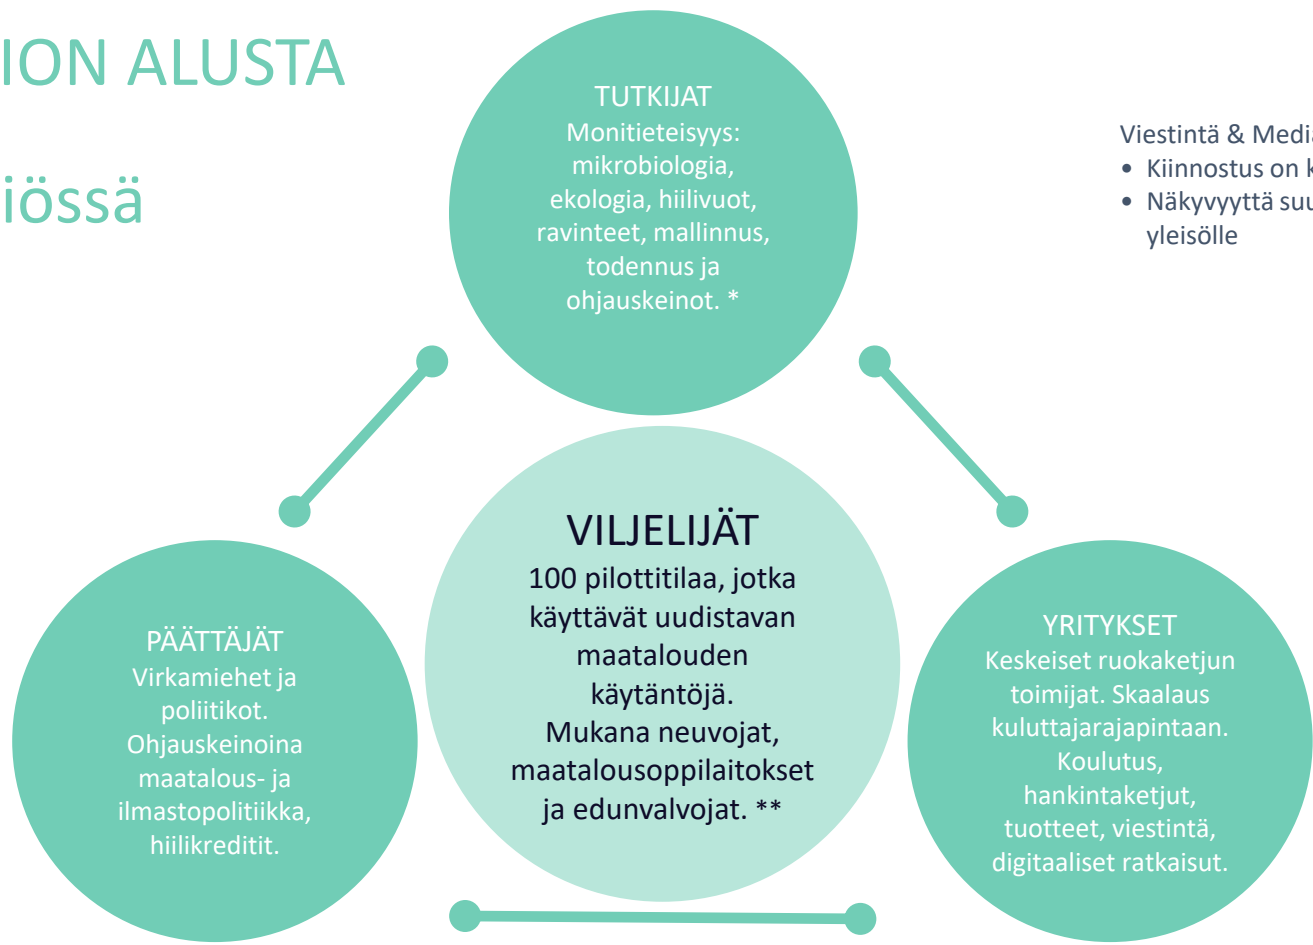 ION ALUSTA
iössä
TUTKIJAT
Monitieteisyys:
mikrobiologia,
ekologia, hiilivuot,
ravinteet, mallinnus,
todennus ja
ohjauskeinot. *
Viestintä & Media
• Kiinnostus on k
• Näkyvyyttä suu
yleisölle
VILJELIJÄT
100 pilottitilaa, jotka
käyttävät uudistavan
maatalouden
käytäntöjä.
Mukana neuvojat,
maatalousoppilaitokset
ja edunvalvojat. **
PÄÄTTÄJÄT
Virkamiehet ja
poliitikot.
Ohjauskeinoina
maatalous- ja
ilmastopolitiikka,
hiilikreditit.
YRITYKSET
Keskeiset ruokaketjun
toimijat. Skaalaus
kuluttajarajapintaan.
Koulutus,
hankintaketjut,
tuotteet, viestintä,
digitaaliset ratkaisut.